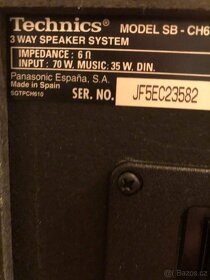 Technics MODEL SB - CH6
3 WAY SPEAKER SYSTEM
IMPEDANCE : 6 Ω
INPUT : 70 W. MUSIC: 35 W. DIN.
Panasonic España, S.A.
Made in Spain
SGTPCH610
SER. NO. JF5EC23582
bazos.cz